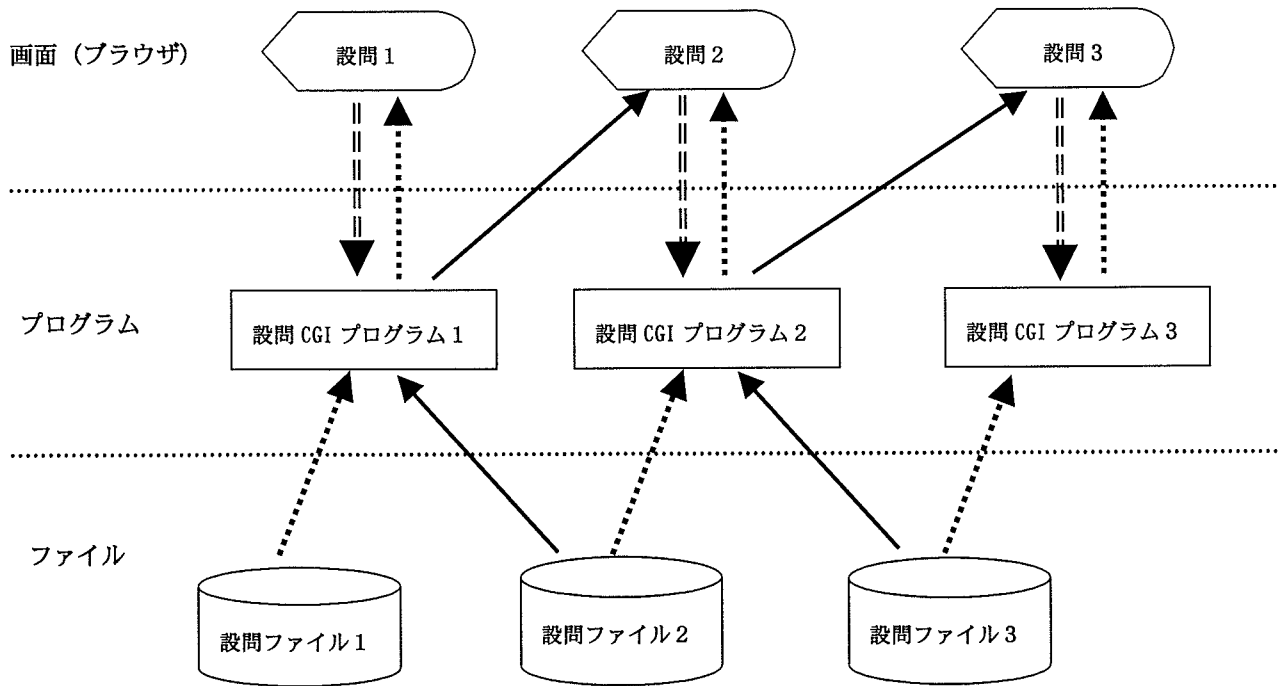 画面（ブラウザ）
設問１
設問２
設問３
プログラム
設問 CGI プログラム１
設問 CGI プログラム２
設問 CGI プログラム３
ファイル
設問ファイル１
設問ファイル２
設問ファイル３